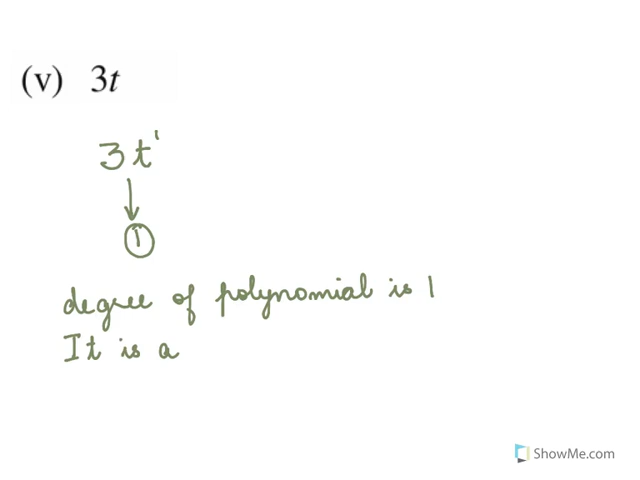 (v) 3t
3t¹
1
degree of polynomial is 1
It is a
ShowMe.com